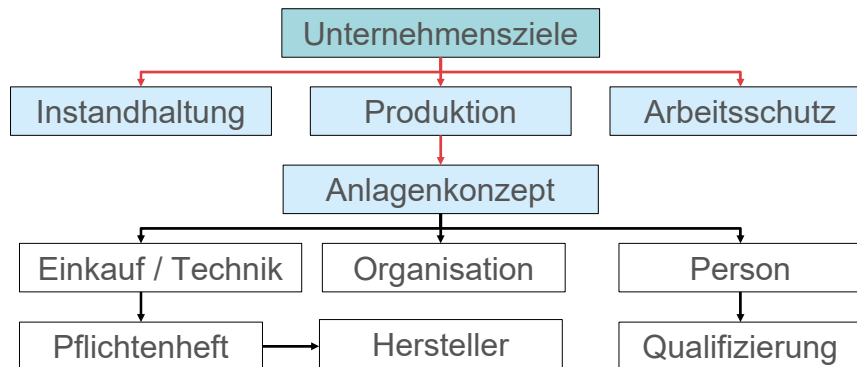 Unternehmensziele
Instandhaltung
Produktion
Arbeitsschutz
Anlagenkonzept
Einkauf / Technik
Organisation
Person
Pflichtenheft
Hersteller
Qualifizierung